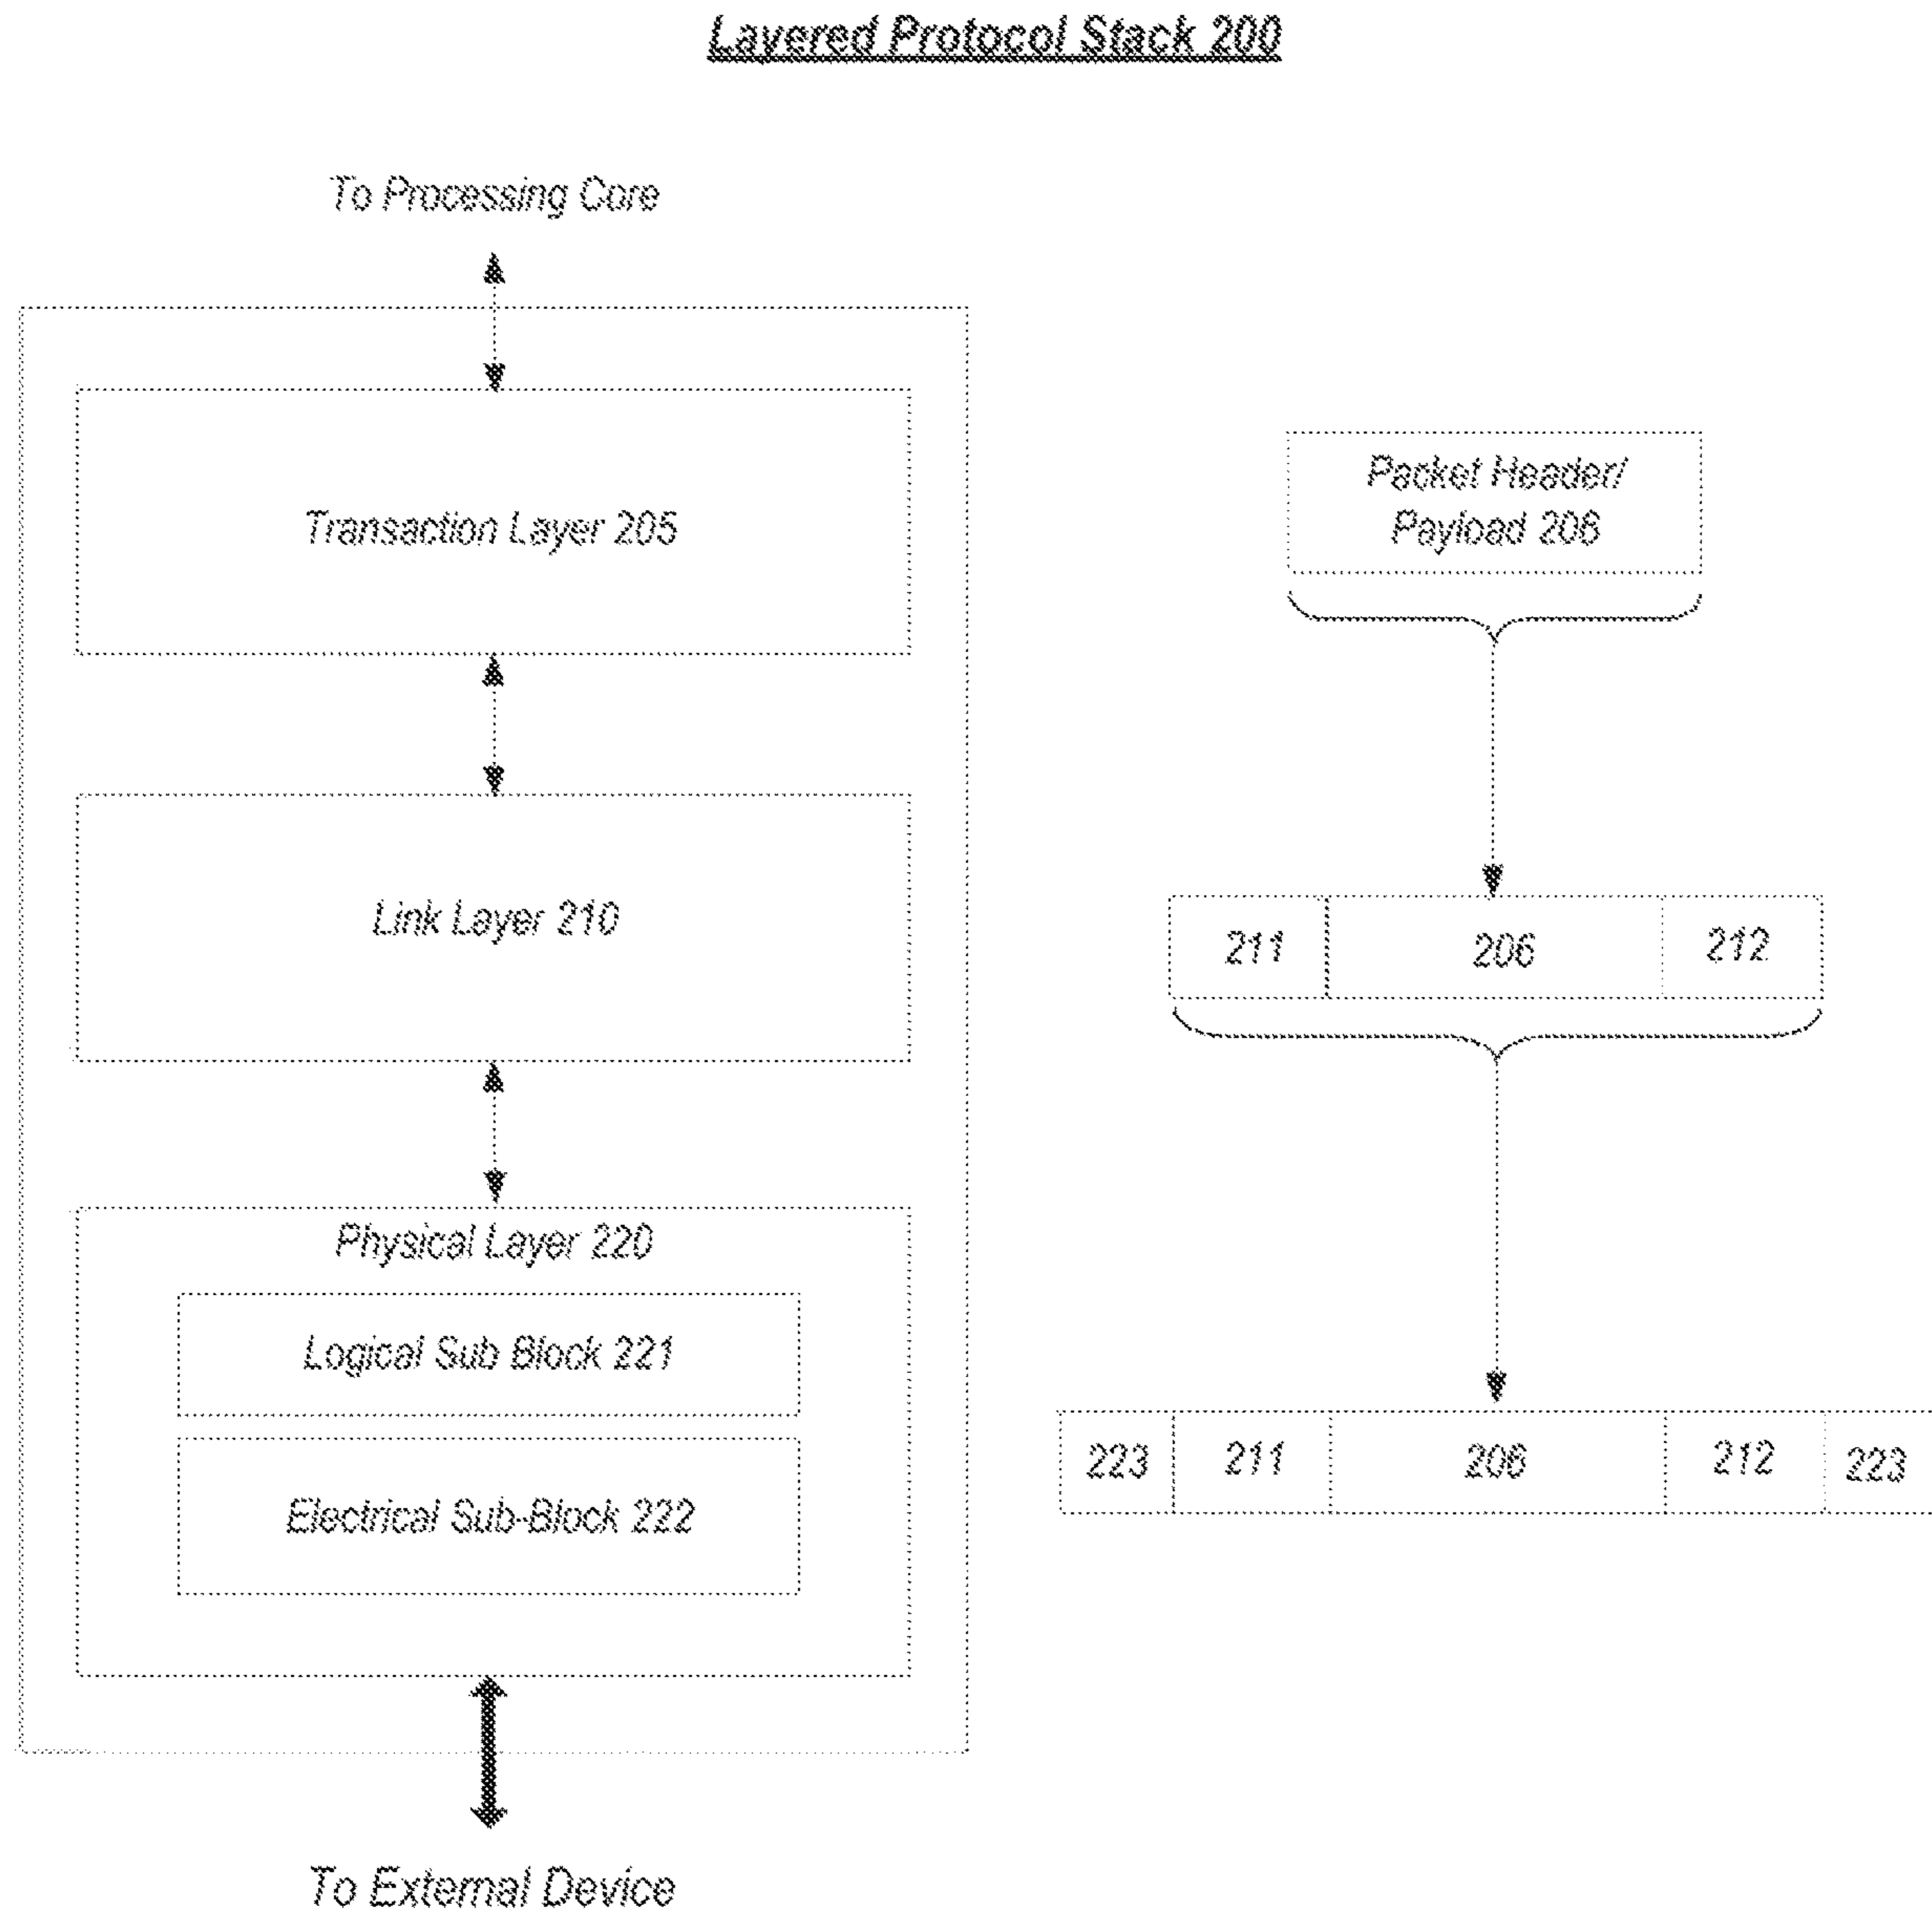 Layered Protocol Stack 200
To Processing Core
Transaction Layer 205
Packet Header/
Payload 206
Link Layer 210
211 206 212
Physical Layer 220
Logical Sub Block 221
Electrical Sub-Block 222
223 211 206 212 223
To External Device